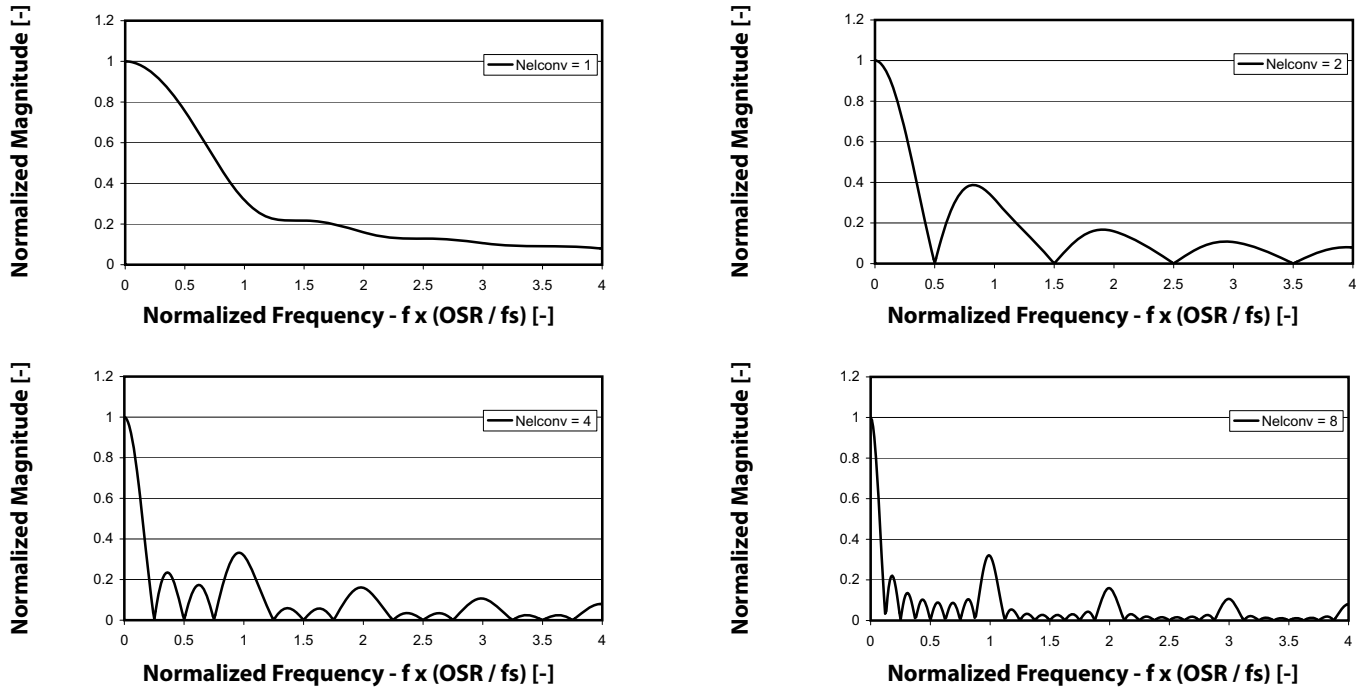 Normalized Magnitude [-]
1.2
1
0.8
0.6
0.4
0.2
0
Nelconv = 1
0 0.5 1 1.5 2 2.5 3 3.5 4
Normalized Frequency - f x (OSR / fs) [-]
Normalized Magnitude [-]
1.2
1
0.8
0.6
0.4
0.2
0
Nelconv = 2
0 0.5 1 1.5 2 2.5 3 3.5 4
Normalized Frequency - f x (OSR / fs) [-]
Normalized Magnitude [-]
1.2
1
0.8
0.6
0.4
0.2
0
Nelconv = 4
0 0.5 1 1.5 2 2.5 3 3.5 4
Normalized Frequency - f x (OSR / fs) [-]
Normalized Magnitude [-]
1.2
1
0.8
0.6
0.4
0.2
0
Nelconv = 8
0 0.5 1 1.5 2 2.5 3 3.5 4
Normalized Frequency - f x (OSR / fs) [-]